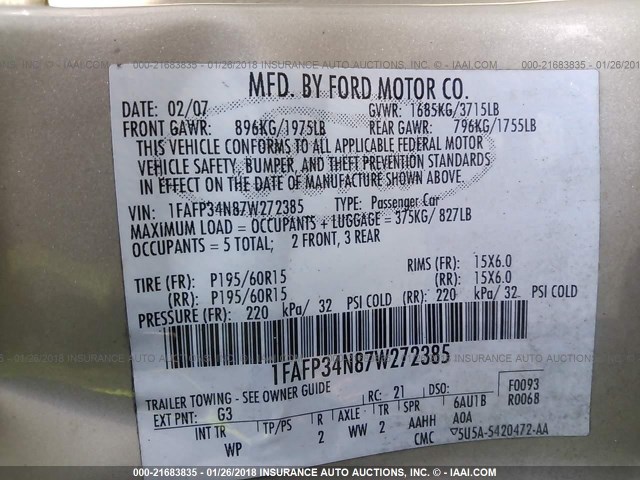 000-21683835 - 01/26/2018 INSURANCE AUTO AUCTIONS - © - IAAI.COM
MFD. BY FORD MOTOR CO.
DATE: 02/07 GVWR: 1685KG/3715LB
FRONT GAWR: 896KG/1975LB REAR GAWR: 796KG/1755LB
THIS VEHICLE CONFORMS TO ALL APPLICABLE FEDERAL MOTOR
VEHICLE SAFETY, BUMPER, AND THEFT PREVENTION STANDARDS
IN EFFECT ON THE DATE OF MANUFACTURE SHOWN ABOVE.
VIN: 1FAFP34N87W272385 TYPE: Passenger Car
MAXIMUM LOAD = OCCUPANTS + LUGGAGE = 375KG/ 827LB
OCCUPANTS = 5 TOTAL; 2 FRONT, 3 REAR
TIRE (FR): P195/60R15 RIMS (FR): 15X6.0
(RR): P195/60R15 (RR): 15X6.0
PRESSURE (FR): 220 kPa/ 32 PSI COLD (RR): 220 kPa/ 32 PSI COLD
1FAFP34N87W272385
TRAILER TOWING - SEE OWNER GUIDE RC: 21 DSO: F0093
EXT PNT: G3 6AU1B R0068
INT TR TP/PS R AXLE TR SPR AAHH A0A
WP 2 WW 2 CMC ▽5U5A-5420472-AA
000-21683835 - 01/26/2018 INSURANCE AUTO AUCTIONS - © - IAAI.COM